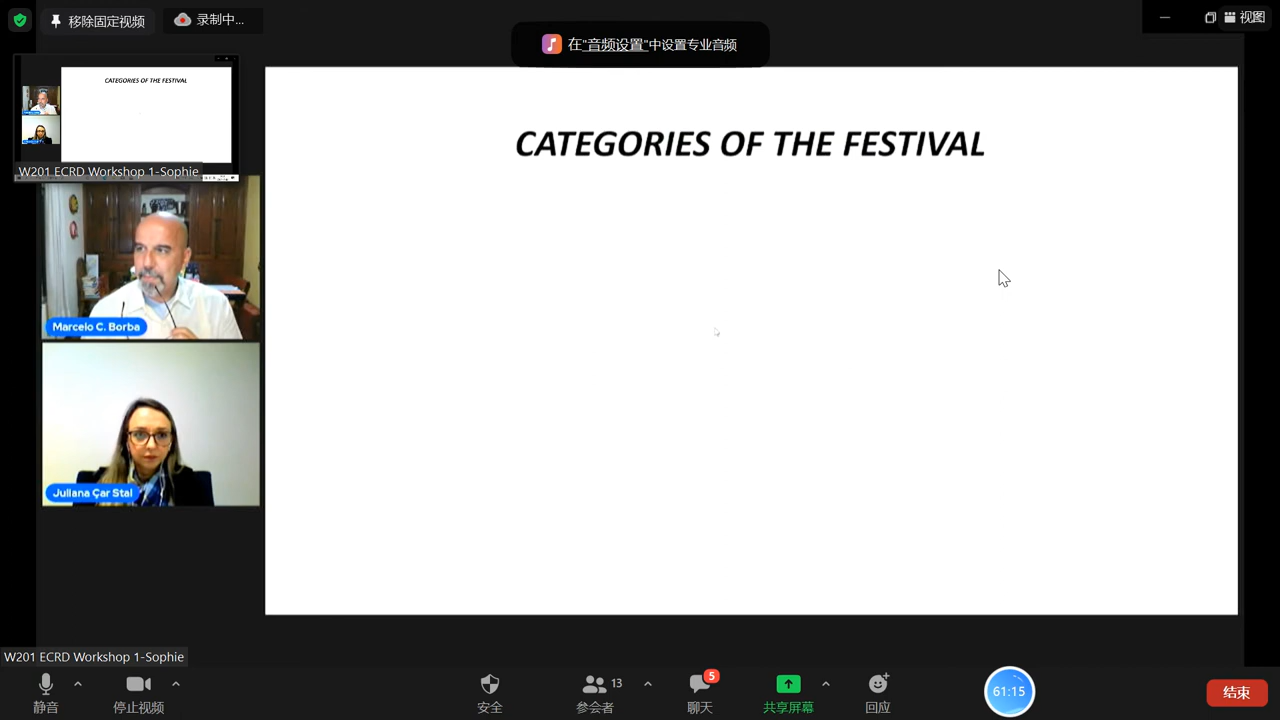 移除固定视频
录制中...
在"音频设置"中设置专业音频
视图
CATEGORIES OF THE FESTIVAL
W201 ECRD Workshop 1-Sophie
CATEGORIES OF THE FESTIVAL
Marcelo C. Borba
Juliana Çar Stal
W201 ECRD Workshop 1-Sophie
静音
停止视频
安全
13
参会者
5
聊天
共享屏幕
回应
61:15
结束